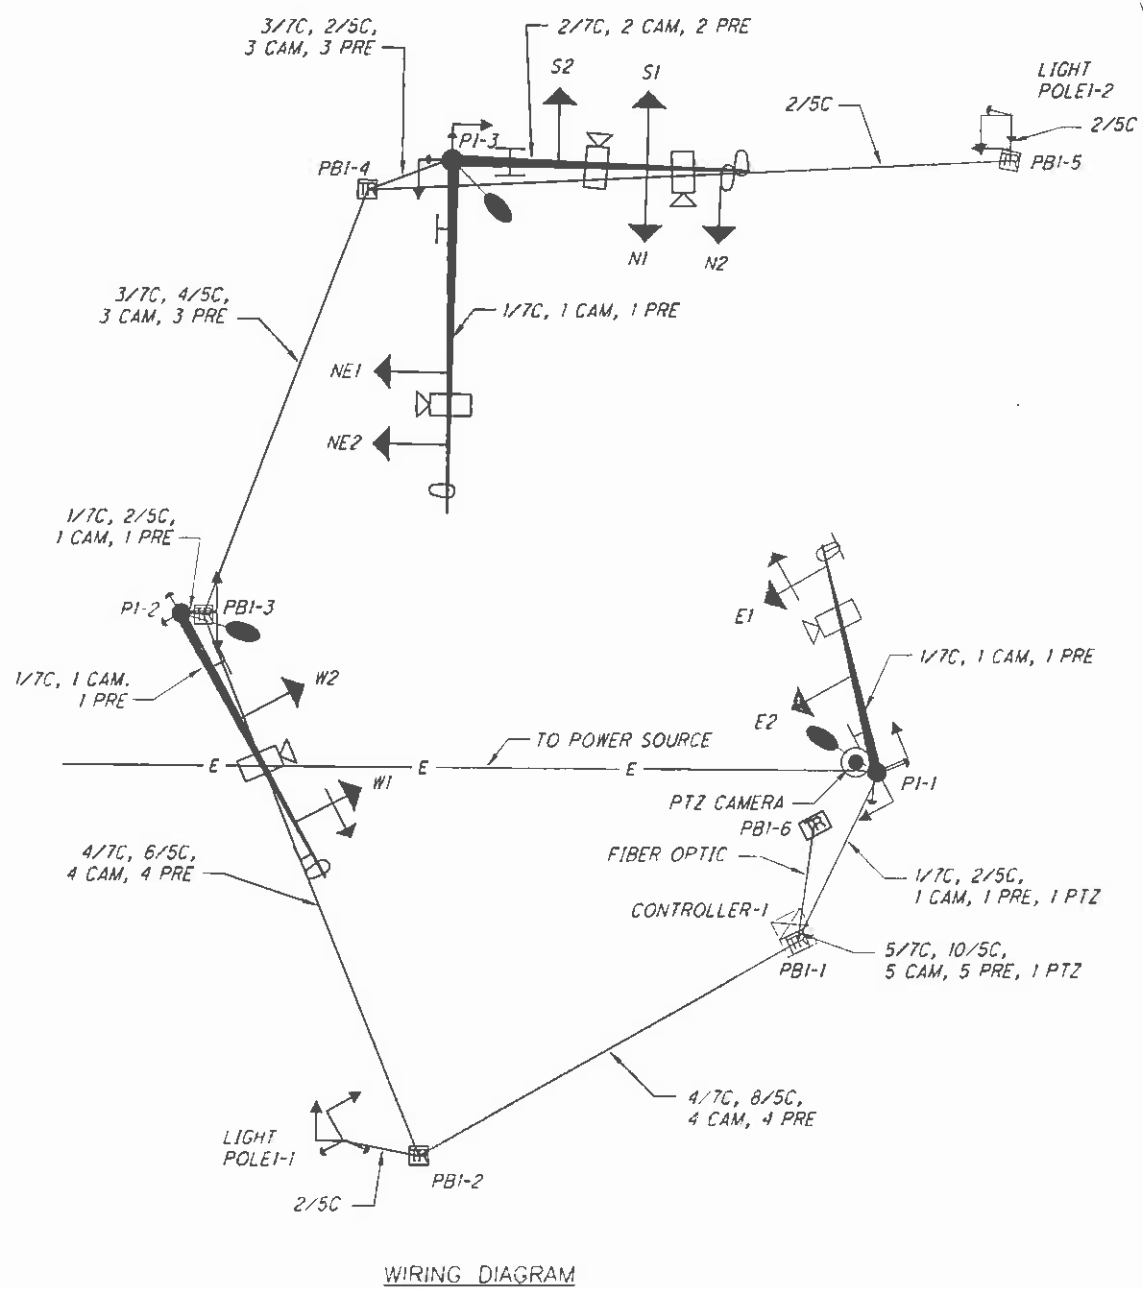 3/7C, 2/5C,
3 CAM, 3 PRE
2/7C, 2 CAM, 2 PRE
S2
S1
LIGHT
POLE1-2
2/5C
2/5C
P1-3
PB1-4
TR
TR
PB1-5
N1
N2
3/7C, 4/5C,
3 CAM, 3 PRE
1/7C, 1 CAM, 1 PRE
NE1
NE2
1/7C, 2/5C,
1 CAM, 1 PRE
P1-2
TR
PB1-3
E1
1/7C, 1 CAM.
1 PRE
W2
1/7C, 1 CAM, 1 PRE
E2
TO POWER SOURCE
E
E
E
P1-1
W1
PTZ CAMERA
PB1-6
TR
4/7C, 6/5C,
4 CAM, 4 PRE
FIBER OPTIC
1/7C, 2/5C,
1 CAM, 1 PRE, 1 PTZ
CONTROLLER-1
TR
PB1-1
5/7C, 10/5C,
5 CAM, 5 PRE, 1 PTZ
4/7C, 8/5C,
4 CAM, 4 PRE
LIGHT
POLE1-1
TR
PB1-2
2/5C
WIRING DIAGRAM